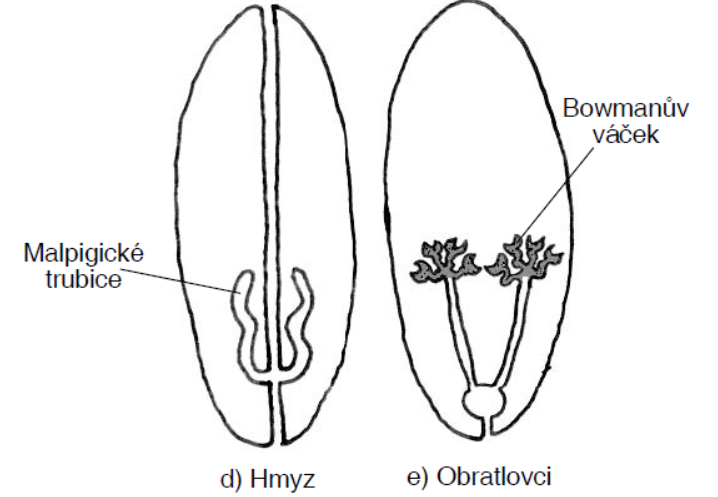 Bowmanův
váček
Malpigické
trubice
d) Hmyz
e) Obratlovci